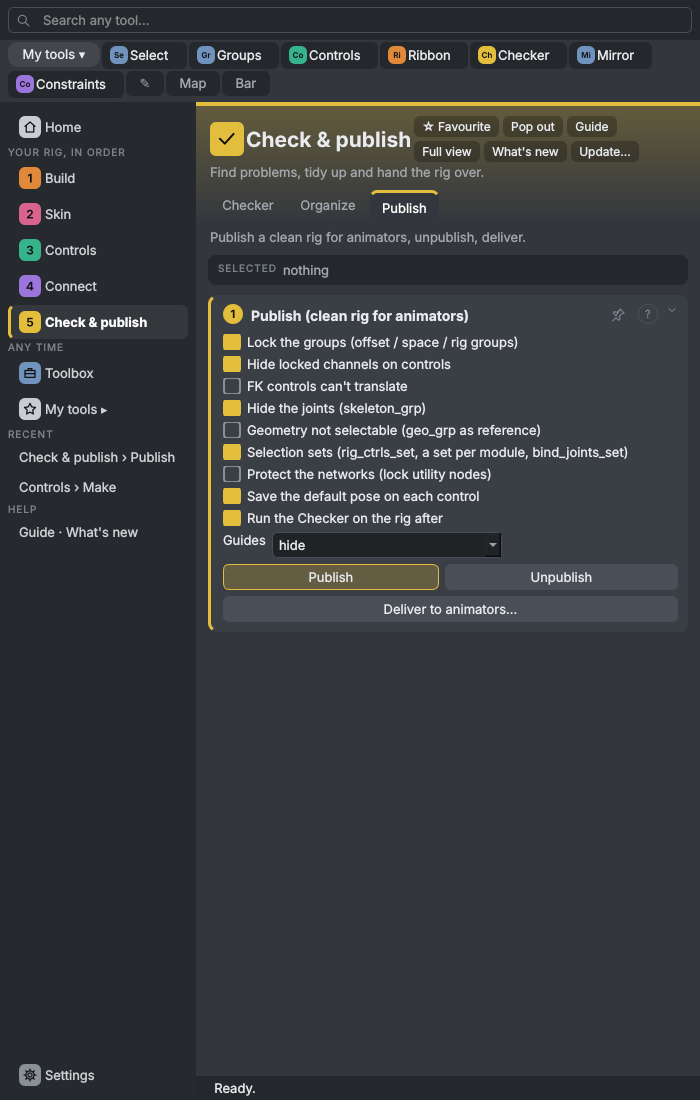 Search any tool...
My tools ▾ Se Select Gr Groups Co Controls Ri Ribbon Ch Checker Mi Mirror
Co Constraints ✎ Map Bar
Home
YOUR RIG, IN ORDER
1 Build
2 Skin
3 Controls
4 Connect
5 Check & publish
ANY TIME
Toolbox
My tools ▸
RECENT
Check & publish › Publish
Controls › Make
HELP
Guide · What's new
Settings
Check & publish
☆ Favourite Pop out Guide
Full view What's new Update...
Find problems, tidy up and hand the rig over.
Checker Organize Publish
Publish a clean rig for animators, unpublish, deliver.
SELECTED nothing
1 Publish (clean rig for animators) ?
Lock the groups (offset / space / rig groups)
Hide locked channels on controls
FK controls can't translate
Hide the joints (skeleton_grp)
Geometry not selectable (geo_grp as reference)
Selection sets (rig_ctrls_set, a set per module, bind_joints_set)
Protect the networks (lock utility nodes)
Save the default pose on each control
Run the Checker on the rig after
Guides hide
Publish Unpublish
Deliver to animators...
Ready.